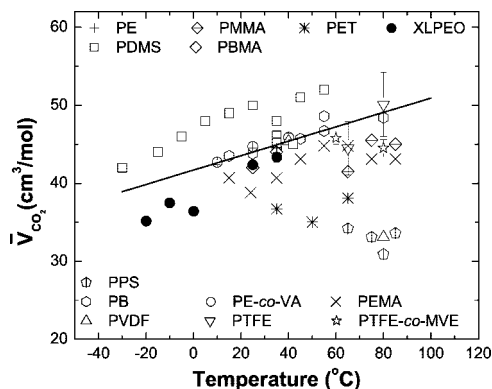 PE PMMA PET XLPEO
PDMS PBMA
60
50
40
30
20
V̄CO2 (cm³/mol)
PPS
PB PE-co-VA PEMA
PVDF PTFE PTFE-co-MVE
-40 -20 0 20 40 60 80 100 120
Temperature (°C)